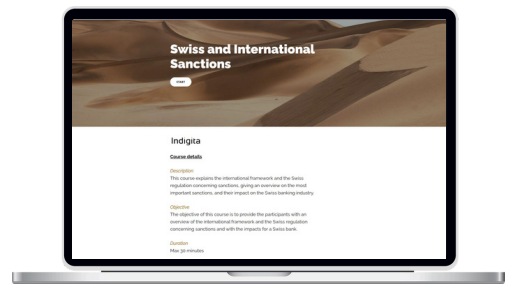 Swiss and International
Sanctions
START
Indigita
Course details
Description
This course explains the international framework and the Swiss
regulation concerning sanctions, giving an overview on the most
important sanctions, and their impact on the Swiss banking industry.
Objective
The objective of this course is to provide the participants with an
overview of the international framework and the Swiss regulation
concerning sanctions and with the impacts for a Swiss bank.
Duration
Max 30 minutes